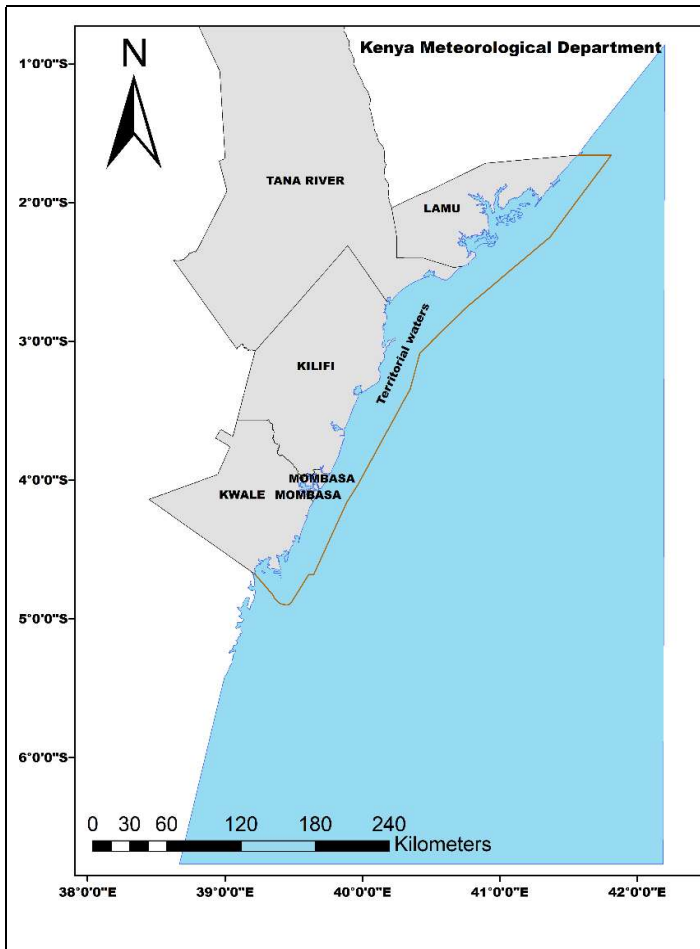 Kenya Meteorological Department
N
1°0'0"S
2°0'0"S
3°0'0"S
4°0'0"S
5°0'0"S
6°0'0"S
TANA RIVER
LAMU
KILIFI
Territorial waters
MOMBASA
KWALE MOMBASA
0 30 60 120 180 240
Kilometers
38°0'0"E 39°0'0"E 40°0'0"E 41°0'0"E 42°0'0"E